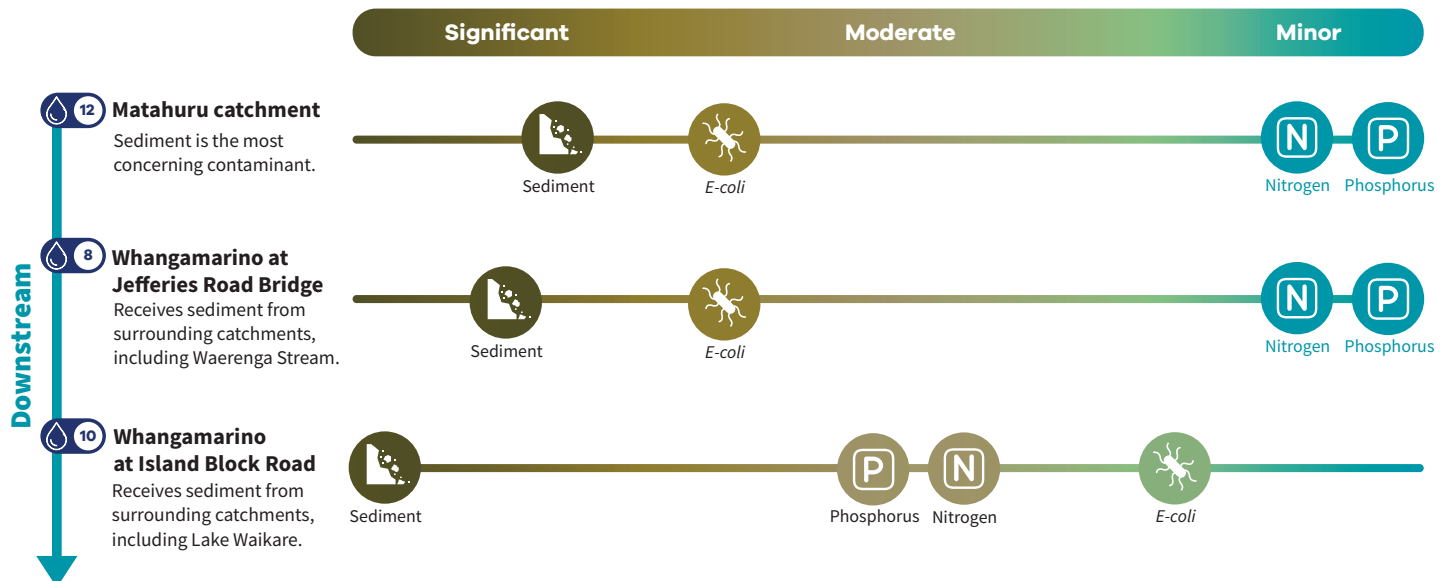 Significant
Moderate
Minor
12
Matahuru catchment
Sediment is the most
concerning contaminant.
Sediment
E-coli
N
P
Nitrogen
Phosphorus
Downstream
8
Whangamarino at
Jefferies Road Bridge
Receives sediment from
surrounding catchments,
including Waerenga Stream.
Sediment
E-coli
N
P
Nitrogen
Phosphorus
10
Whangamarino
at Island Block Road
Receives sediment from
surrounding catchments,
including Lake Waikare.
Sediment
P
N
Phosphorus
Nitrogen
E-coli